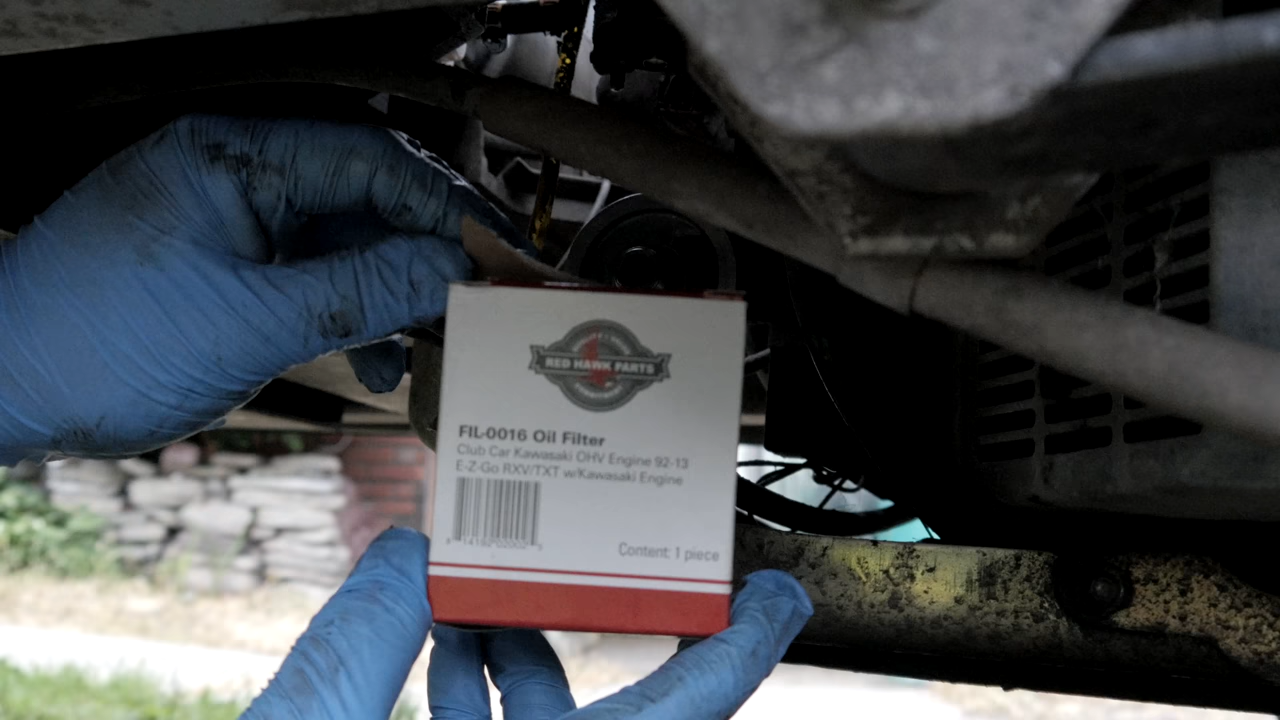 RED HAWK PARTS
FIL-0016 Oil Filter
Club Car Kawasaki OHV Engine 92-13
E-Z-Go RXV/TXT w/Kawasaki Engine
Content: 1 piece